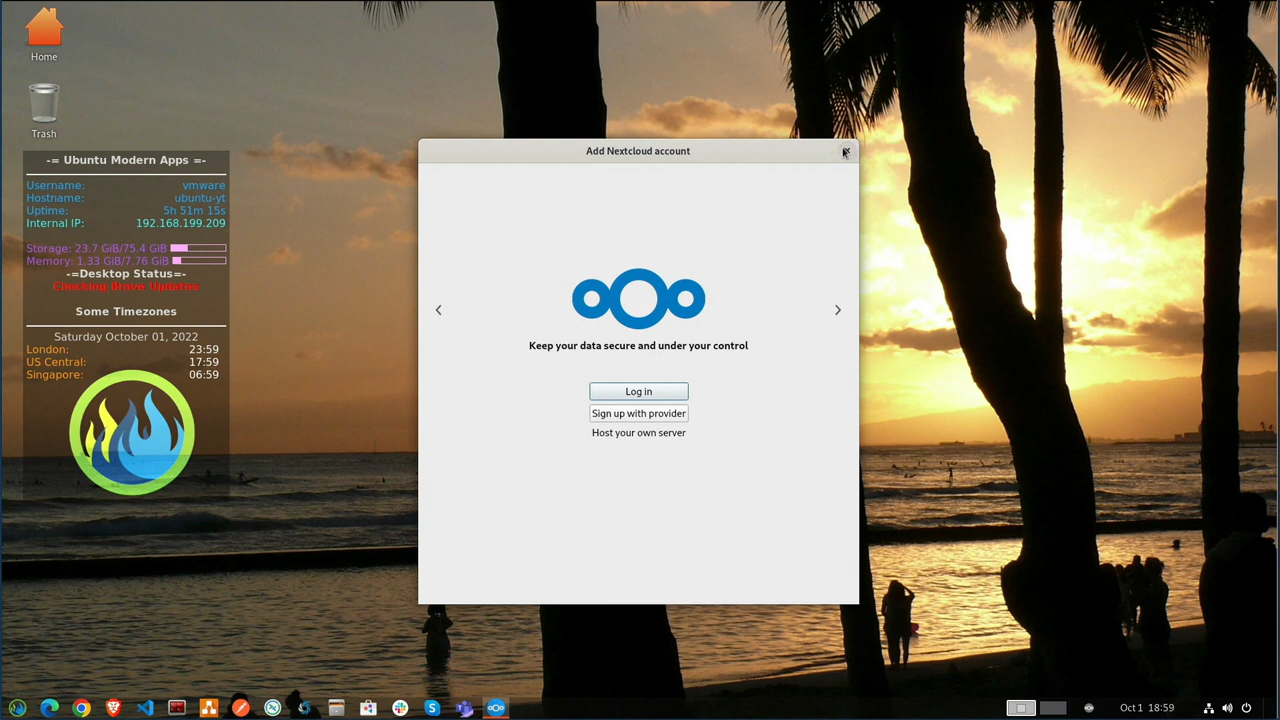 Home
Trash
-= Ubuntu Modern Apps =-
Username: vmware
Hostname: ubuntu-yt
Uptime: 5h 51m 15s
Internal IP: 192.168.199.209
Storage: 23.7 GiB/75.4 GiB
Memory: 1.33 GiB/7.76 GiB
-=Desktop Status=-
Checking Brave Updates
Some Timezones
Saturday October 01, 2022
London: 23:59
US Central: 17:59
Singapore: 06:59
Add Nextcloud account
Keep your data secure and under your control
Log in
Sign up with provider
Host your own server
Oct 1 18:59